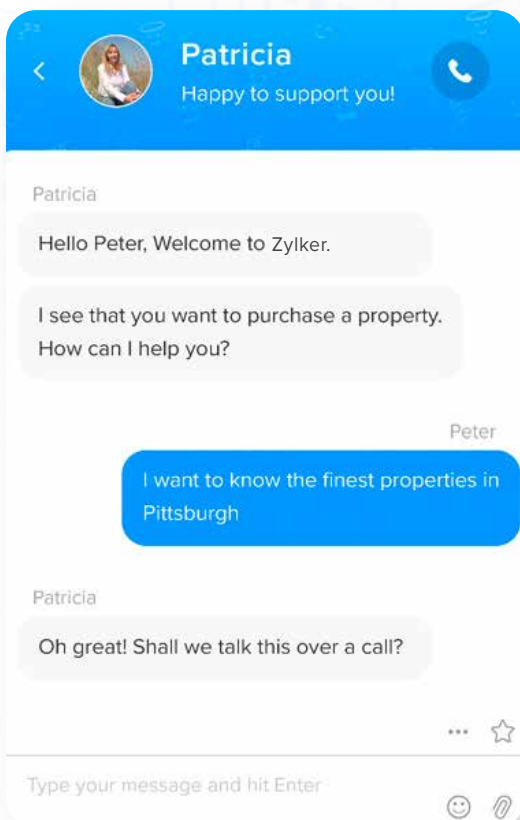 Patricia
Happy to support you!
Patricia
Hello Peter, Welcome to Zylker.
I see that you want to purchase a property.
How can I help you?
Peter
I want to know the finest properties in
Pittsburgh
Patricia
Oh great! Shall we talk this over a call?
Type your message and hit Enter